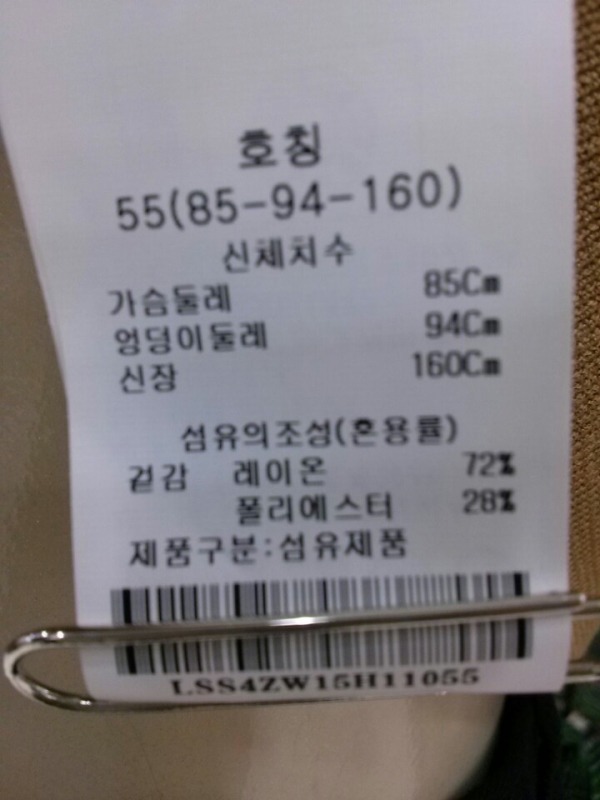 호칭
55(85-94-160)
신체치수
가슴둘레 85Cm
엉덩이둘레 94Cm
신장 160Cm
섬유의조성(혼용률)
겉감 레이온 72%
폴리에스터 28%
제품구분:섬유제품
LSS4ZW15H11055